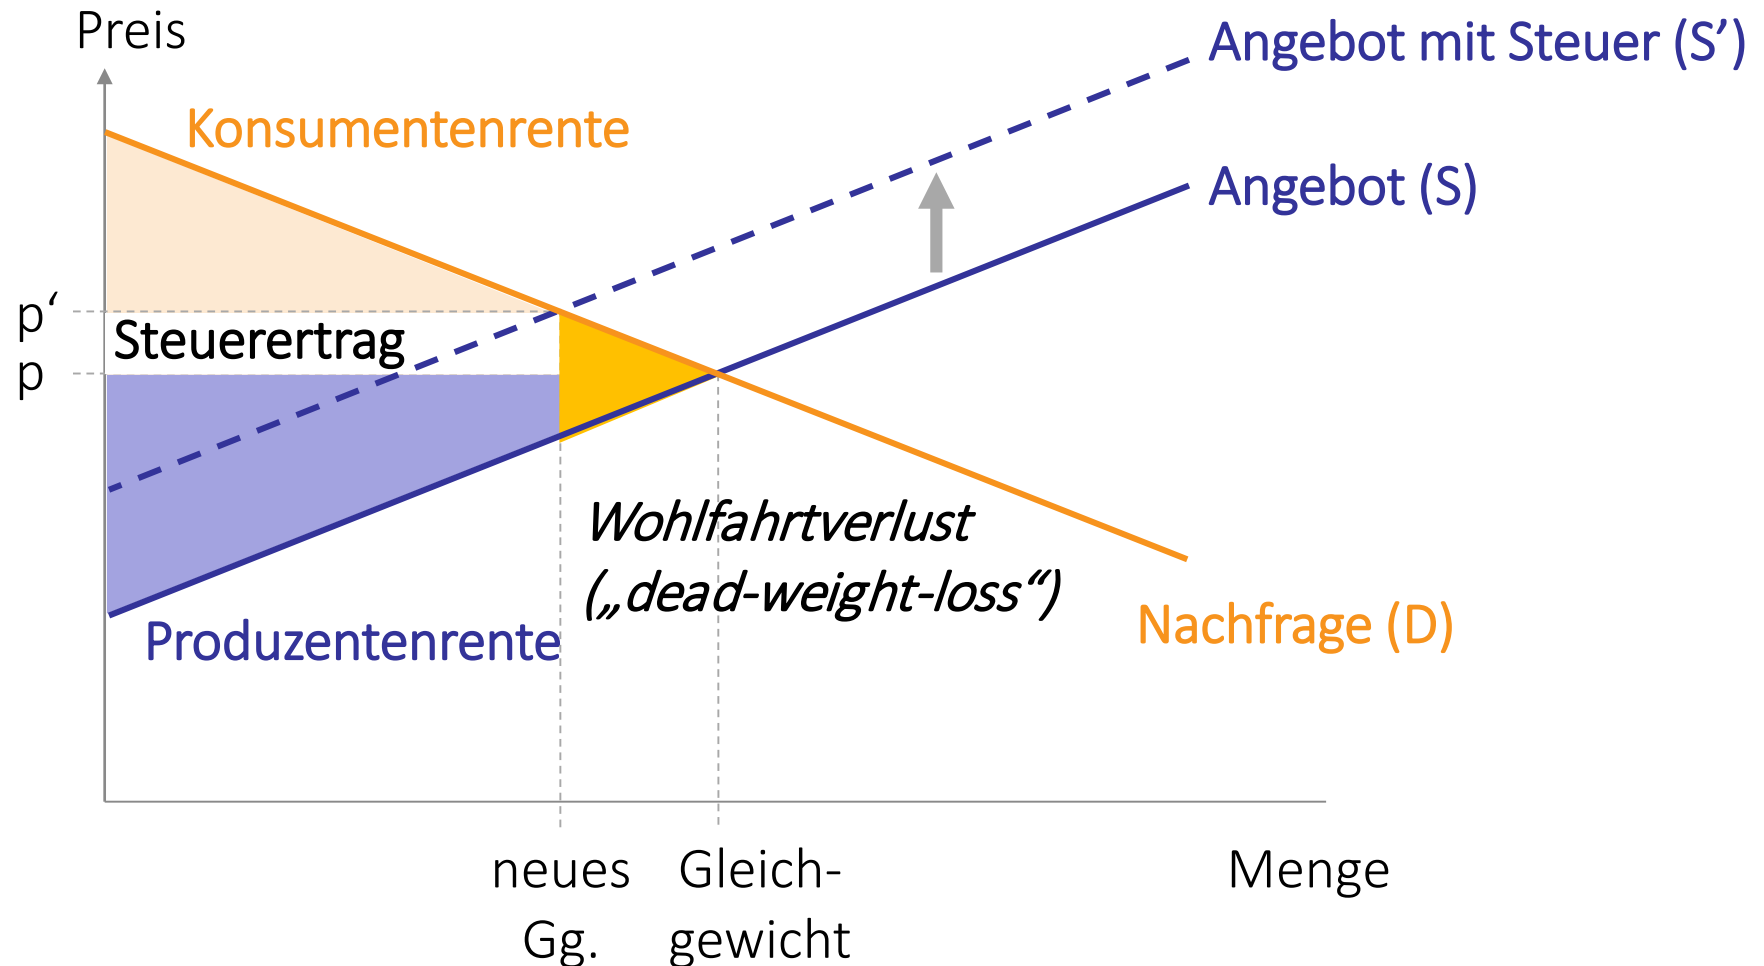 Preis
Angebot mit Steuer (S’)
Konsumentenrente
Angebot (S)
p‘
Steuerertrag
p
Wohlfahrtverlust
(„dead-weight-loss“)
Nachfrage (D)
Produzentenrente
neues
Gg.
Gleich-
gewicht
Menge